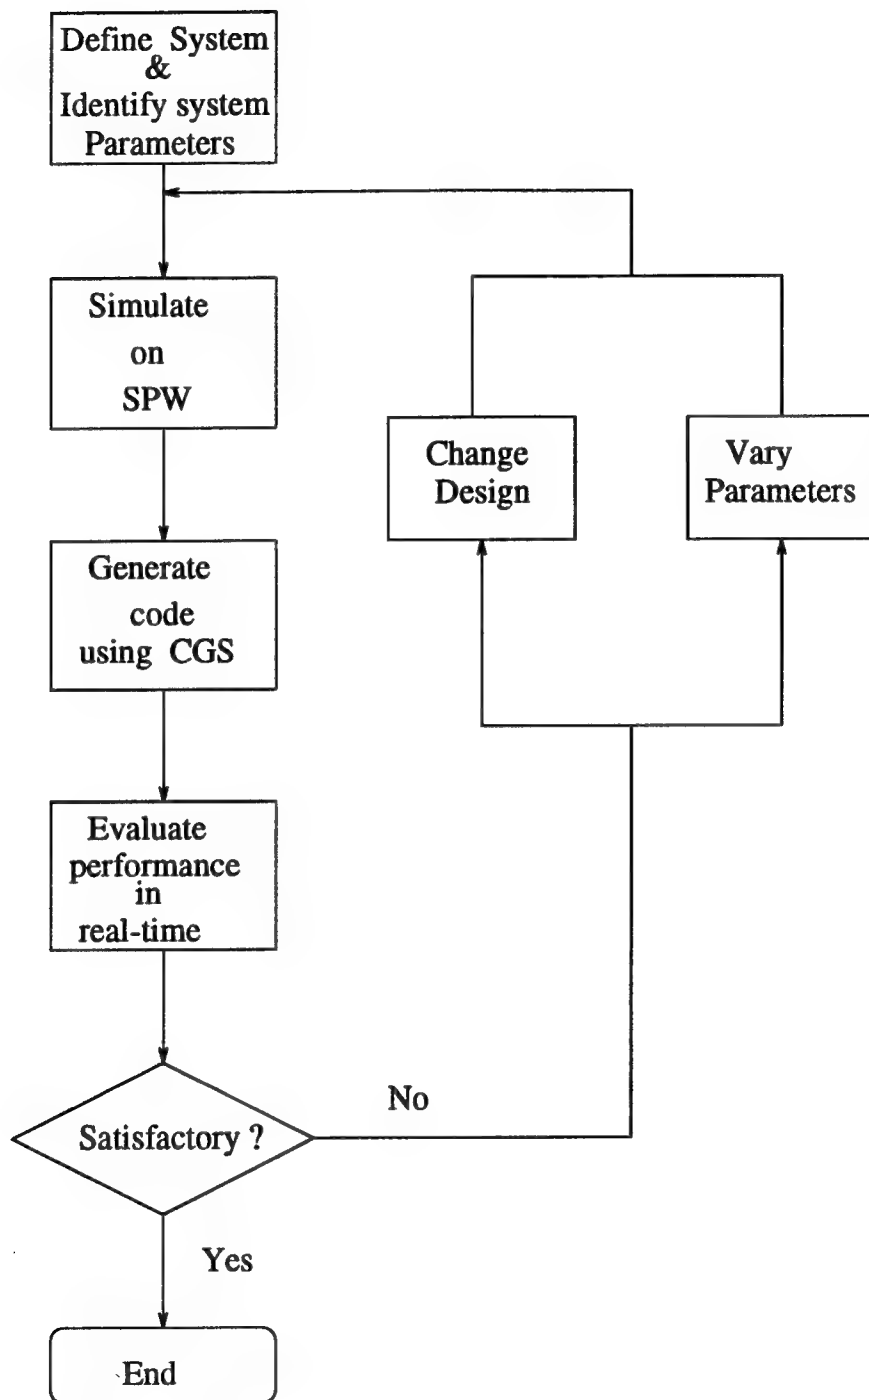 Define System
&
Identify system
Parameters
Simulate
on
SPW
Change
Design
Vary
Parameters
Generate
code
using CGS
Evaluate
performance
in
real-time
Satisfactory ?
No
Yes
End